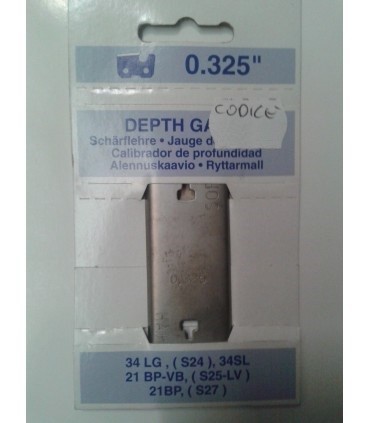 0.325"
CODICE
DEPTH GA
Schärflehre • Jauge de
Calibrador de profundidad
Alennuskaavio • Ryttarmall
34 LG , ( S24 ), 34SL
21 BP-VB, ( S25-LV )
21BP, ( S27 )